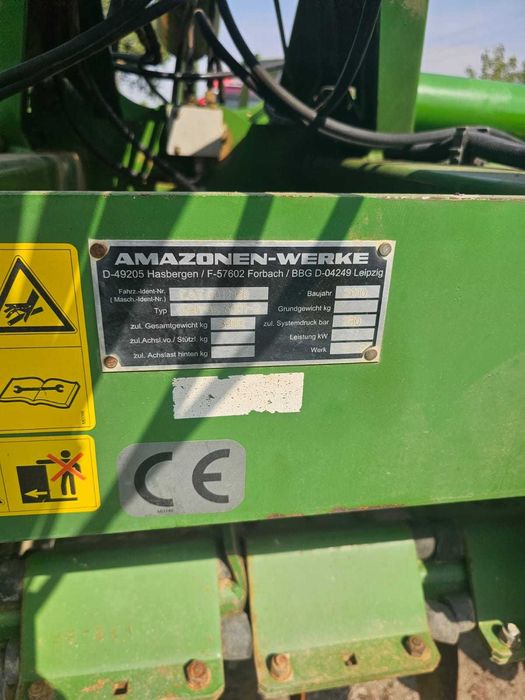 AMAZONEN-WERKE
D-49205 Hasbergen / F-57602 Forbach / BBG D-04249 Leipzig
Fahrz.-Ident-Nr.
(Masch.-Ident-Nr.)
Baujahr
Typ
Grundgewicht kg
zul. Gesamtgewicht kg
zul. Systemdruck bar
zul.Achsl.vo./ Stützl. kg
Leistung kW
zul. Achslast hinten kg
Werk
CE